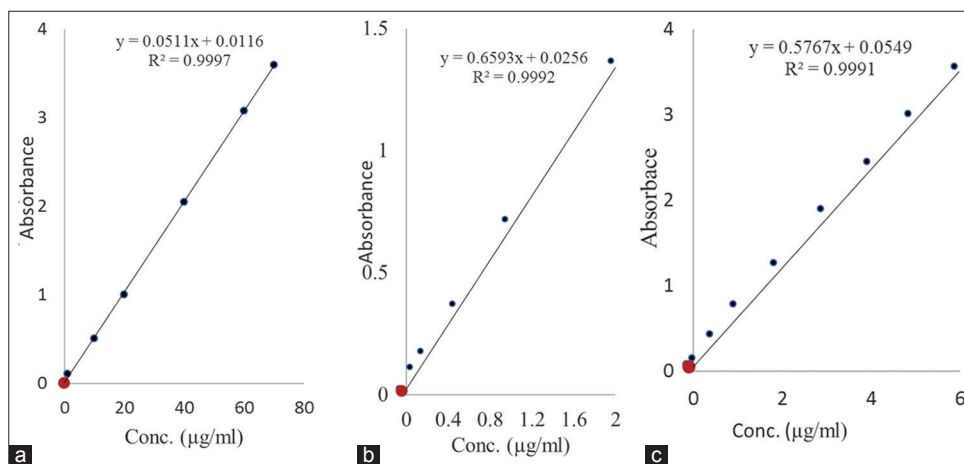 4
3
2
1
0
Absorbance
y = 0.0511x + 0.0116
R² = 0.9997
0 20 40 60 80
Conc. (µg/ml)
a
1.5
1
0.5
0
Absorbance
y = 0.6593x + 0.0256
R² = 0.9992
0 0.4 0.8 1.2 1.6 2
Conc. (µg/ml)
b
4
3
2
1
0
Absorbace
y = 0.5767x + 0.0549
R² = 0.9991
0 2 4 6
Conc. (µg/ml)
c